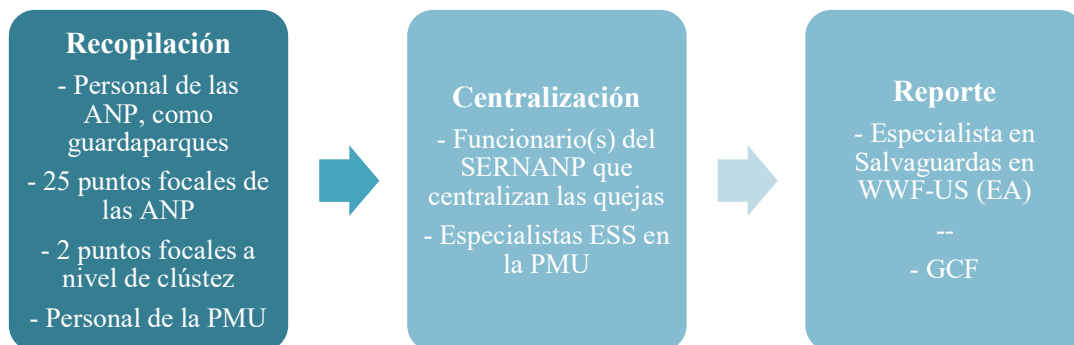 Recopilación
- Personal de las
ANP, como
guardaparques
- 25 puntos focales de
las ANP
- 2 puntos focales a
nivel de clústez
- Personal de la PMU
Centralización
- Funcionario(s) del
SERNANP que
centralizan las quejas
- Especialistas ESS en
la PMU
Reporte
- Especialista en
Salvaguardas en
WWF-US (EA)
--
- GCF